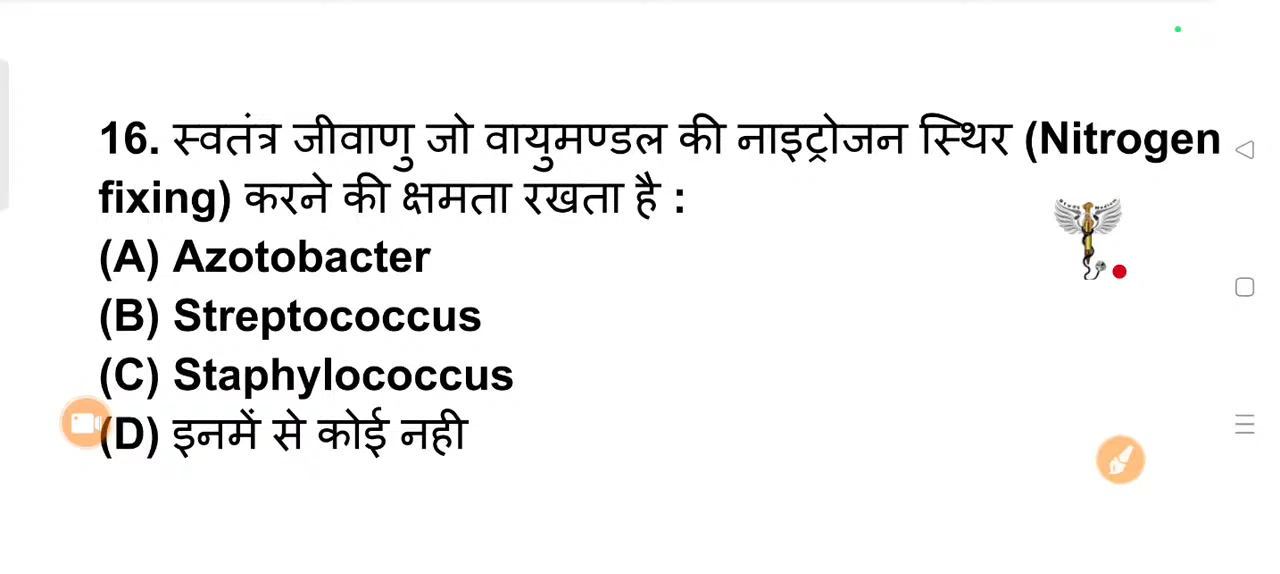 16. स्वतंत्र जीवाणु जो वायुमण्डल की नाइट्रोजन स्थिर (Nitrogen
fixing) करने की क्षमता रखता है :
(A) Azotobacter
(B) Streptococcus
(C) Staphylococcus
(D) इनमें से कोई नही